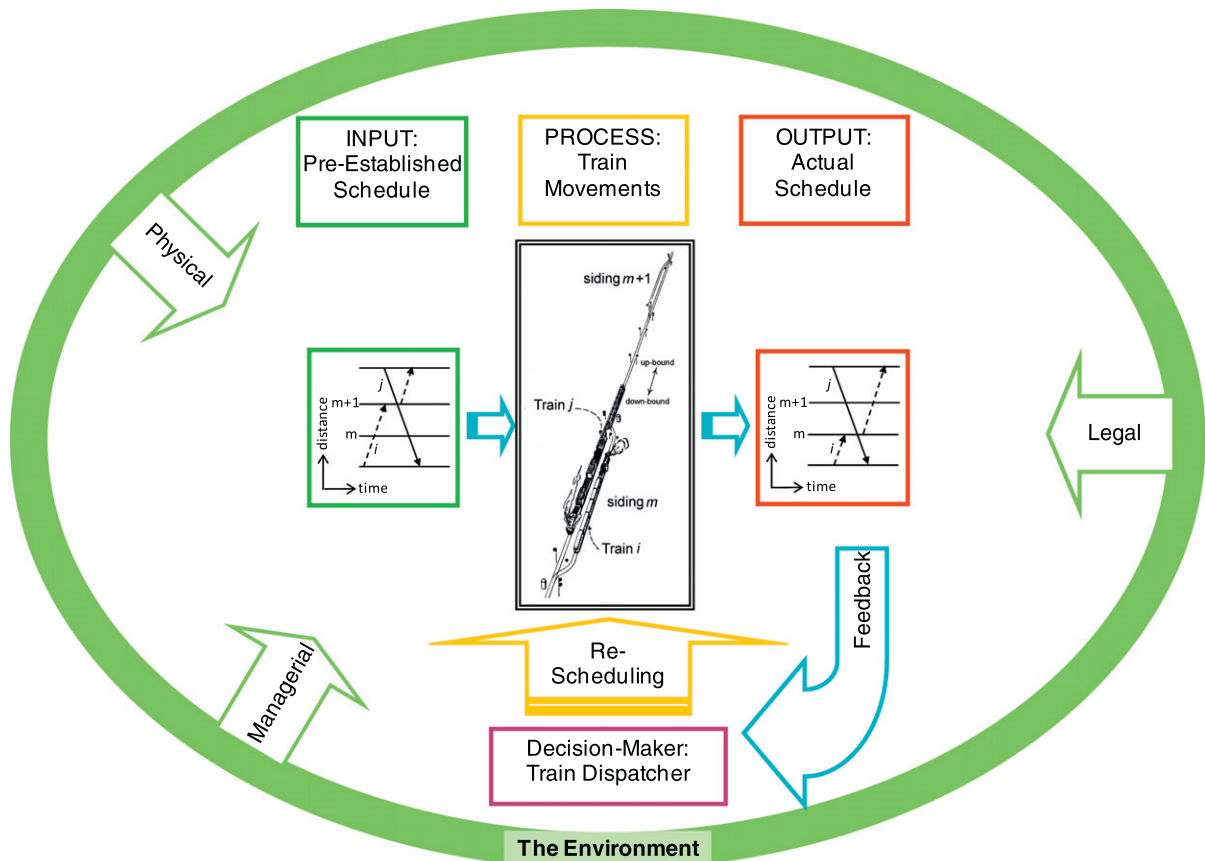 INPUT:
Pre-Established
Schedule
PROCESS:
Train
Movements
OUTPUT:
Actual
Schedule
Physical
siding m+1
up-bound
down-bound
Train j
siding m
Train i
j
m+1
m
i
distance
time
j
m+1
m
i
distance
time
Legal
Managerial
Feedback
Re-
Scheduling
Decision-Maker:
Train Dispatcher
The Environment